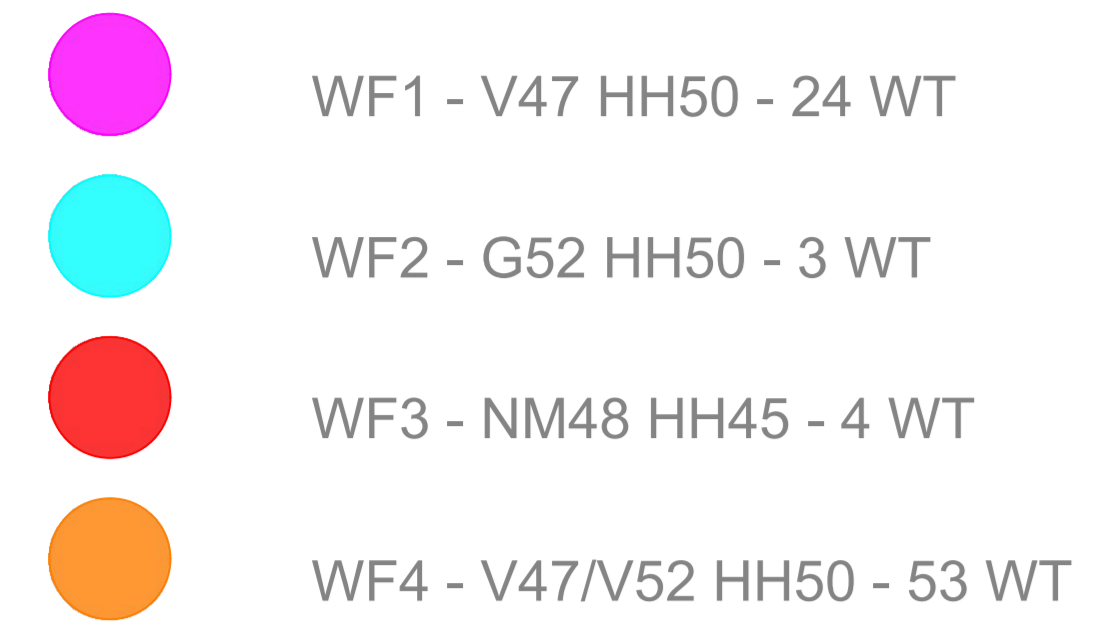 WF1 - V47 HH50 - 24 WT
WF2 - G52 HH50 - 3 WT
WF3 - NM48 HH45 - 4 WT
WF4 - V47/V52 HH50 - 53 WT